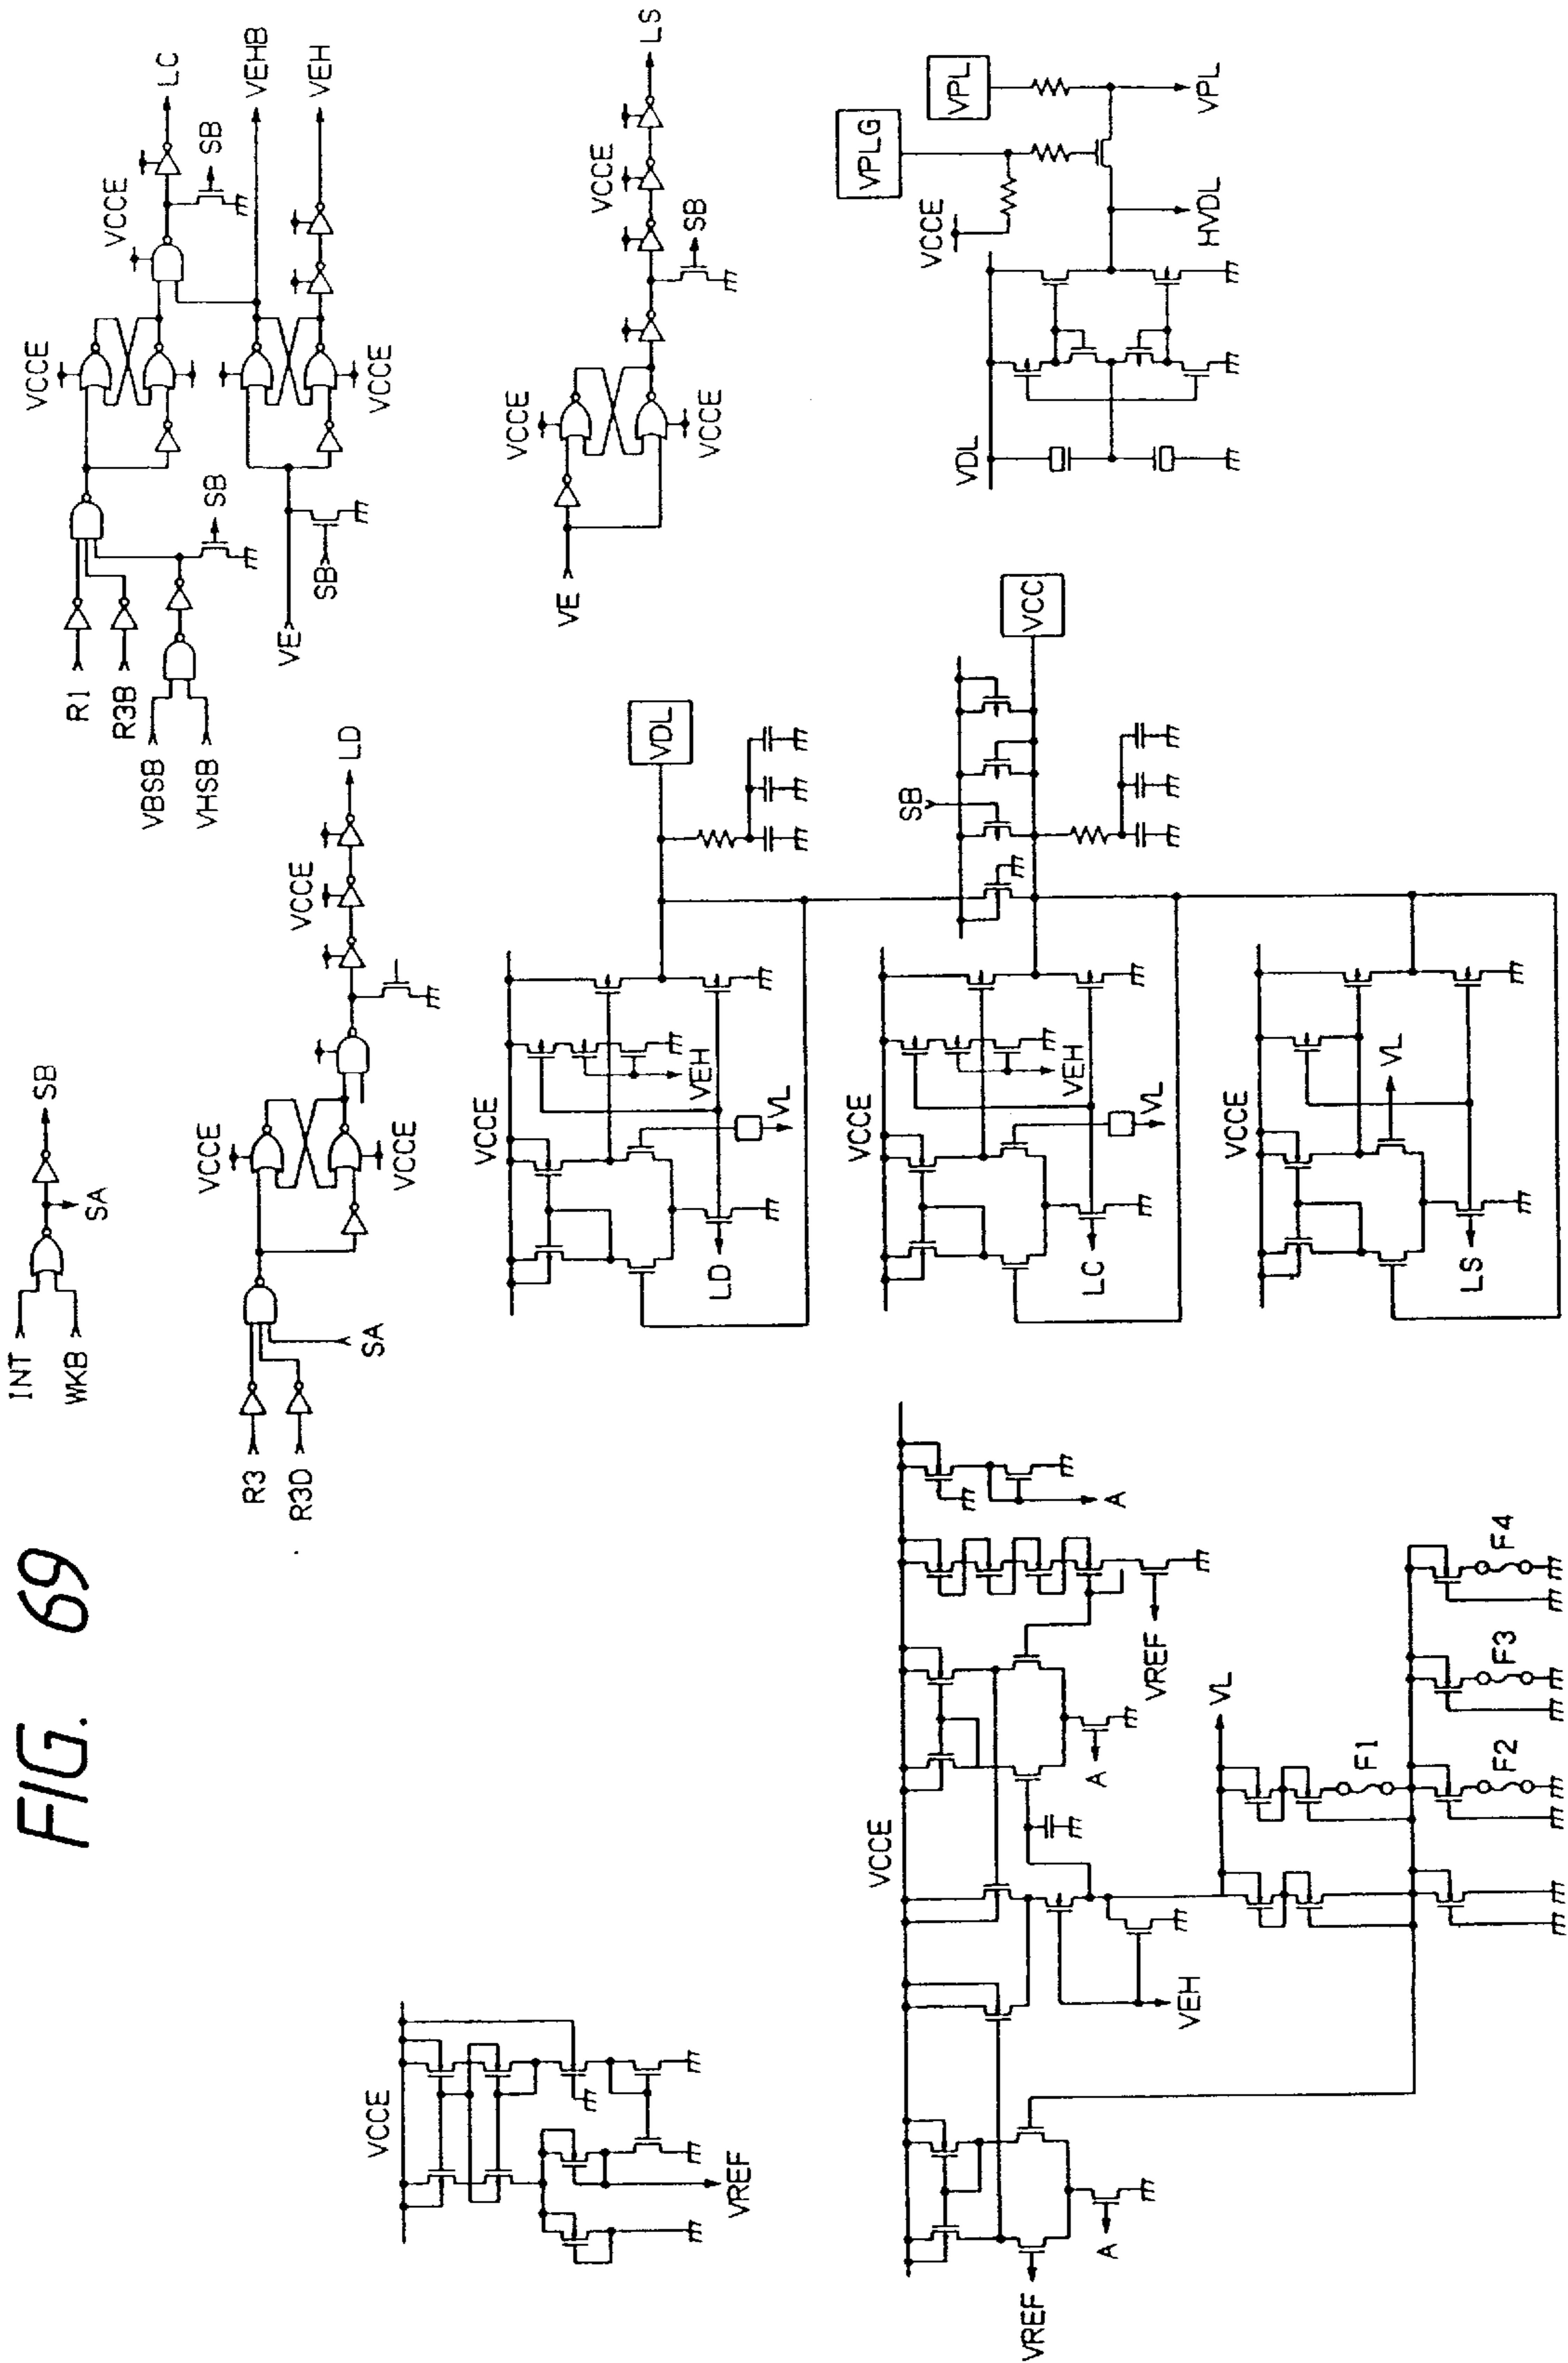 FIG. 69
INT
WKB
SA
SB
R3
R3D
SA
VCCE
VCCE
VCCE
LD
R1
R3B
VBSB
VHSB
SB
VCCE
VCCE
LC
SB
VEHB
VEH
VCCE
VE
SB
VE
VCCE
VCCE
VCCE
SB
LS
VCCE
VREF
VCCE
VREF
A
VEH
A
VREF
A
VL
F1
F2
F3
F4
VCCE
LD
VEH
VL
VDL
VCCE
LC
VEH
VL
SB
VCC
VCCE
LS
VL
VDL
VCCE
VPLG
VPL
HVDL
VPL